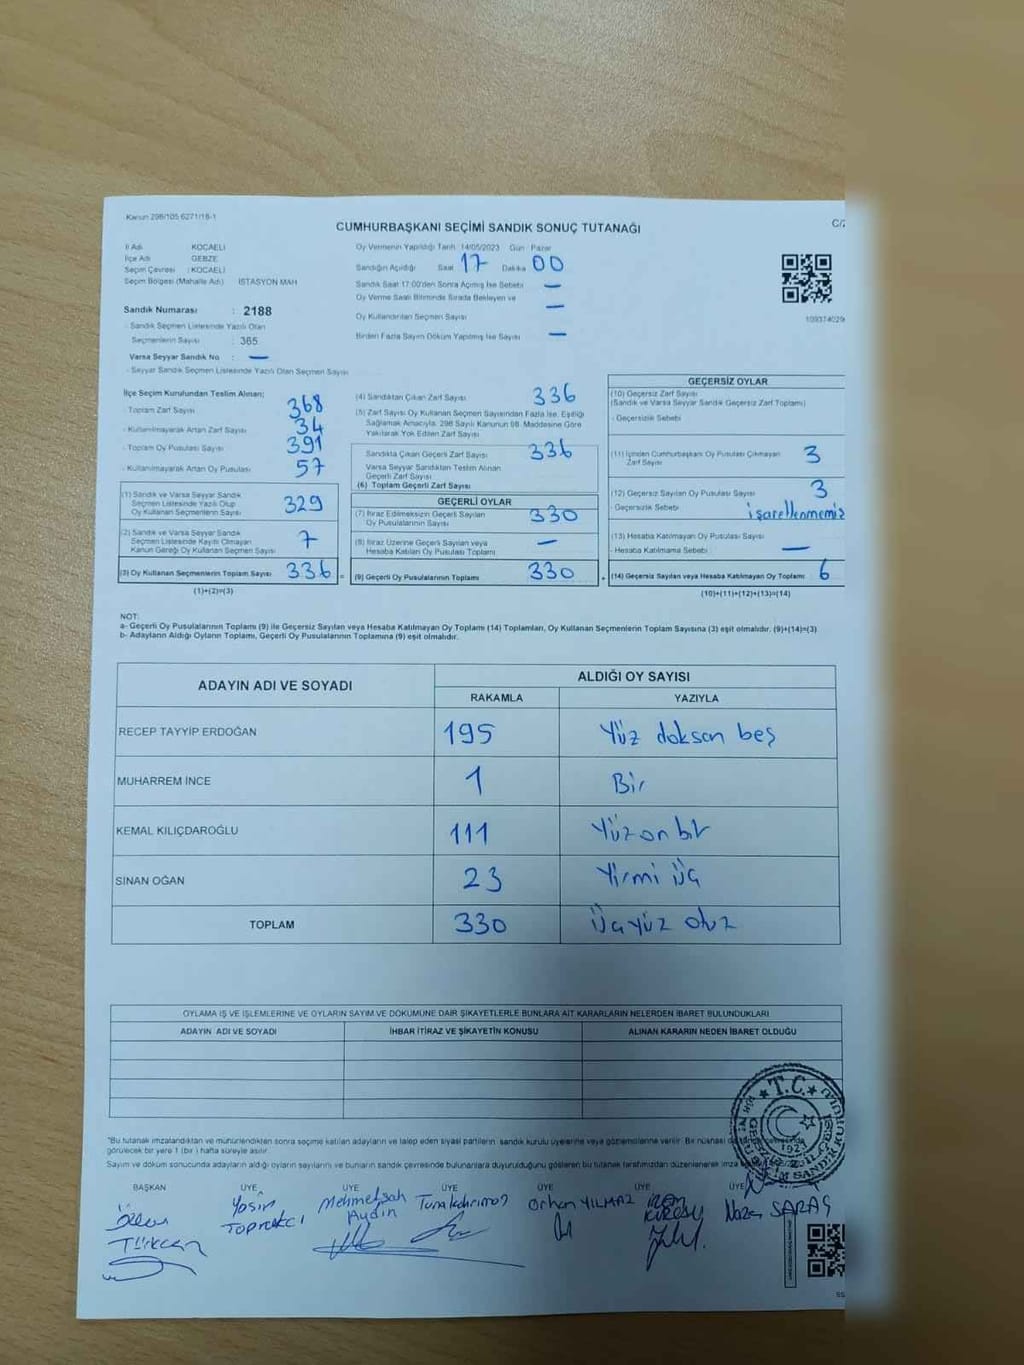 Kanun 298/105 6271/18-1
CUMHURBAŞKANI SEÇİMİ SANDIK SONUÇ TUTANAĞI
C/2
İl Adı KOCAELİ
İlçe Adı GEBZE
Seçim Çevresi : KOCAELİ
Seçim Bölgesi (Mahalle Adı) İSTASYON MAH
Sandık Numarası : 2188
- Sandık Seçmen Listesinde Yazılı Olan
Seçmenlerin Sayısı : 365
Varsa Seyyar Sandık No : —
- Seyyar Sandık Seçmen Listesinde Yazılı Olan Seçmen Sayısı
Oy Vermenin Yapıldığı Tarih 14/05/2023 Gün Pazar
Sandığın Açıldığı Saat 17 Dakika 00
Sandık Saat 17:00'den Sonra Açılmış İse Sebebi —
Oy Verme Saati Bitiminde Sırada Bekleyen ve
Oy Kullandırılan Seçmen Sayısı —
Birden Fazla Sayım Döküm Yapılmış İse Sayısı —
İlçe Seçim Kurulundan Teslim Alınan;
- Toplam Zarf Sayısı 368
- Kullanılmayarak Artan Zarf Sayısı 34
- Toplam Oy Pusulası Sayısı 391
- Kullanılmayarak Artan Oy Pusulası 57
(1) Sandık ve Varsa Seyyar Sandık
Seçmen Listesinde Yazılı Olup
Oy Kullanan Seçmenlerin Sayısı 329
(2) Sandık ve Varsa Seyyar Sandık
Seçmen Listesinde Kayıtlı Olmayan
Kanun Gereği Oy Kullanan Seçmen Sayısı 7
(3) Oy Kullanan Seçmenlerin Toplam Sayısı 336
(1)+(2)=(3)
(4) Sandıktan Çıkan Zarf Sayısı 336
(5) Zarf Sayısı Oy Kullanan Seçmen Sayısından Fazla İse, Eşitliği
Sağlamak Amacıyla, 298 Sayılı Kanunun 98. Maddesine Göre
Yakılarak Yok Edilen Zarf Sayısı
Sandıkta Çıkan Geçerli Zarf Sayısı 336
Varsa Seyyar Sandıktan Teslim Alınan
Geçerli Zarf Sayısı
(6) Toplam Geçerli Zarf Sayısı
GEÇERLİ OYLAR
(7) İtiraz Edilmeksizin Geçerli Sayılan
Oy Pusulalarının Sayısı 330
(8) İtiraz Üzerine Geçerli Sayılan veya
Hesaba Katılan Oy Pusulası Toplamı —
= (9) Geçerli Oy Pusulalarının Toplamı 330
GEÇERSİZ OYLAR
(10) Geçersiz Zarf Sayısı
(Sandık ve Varsa Seyyar Sandık Geçersiz Zarf Toplamı)
- Geçersizlik Sebebi
(11) İçinden Cumhurbaşkanı Oy Pusulası Çıkmayan
Zarf Sayısı 3
(12) Geçersiz Sayılan Oy Pusulası Sayısı 3
- Geçersizlik Sebebi işaretlenmemiş
(13) Hesaba Katılmayan Oy Pusulası Sayısı
- Hesaba Katılmama Sebebi —
+ (14) Geçersiz Sayılan veya Hesaba Katılmayan Oy Toplamı 6
(10)+(11)+(12)+(13)=(14)
NOT:
a- Geçerli Oy Pusulalarının Toplamı (9) ile Geçersiz Sayılan veya Hesaba Katılmayan Oy Toplamı (14) Toplamları, Oy Kullanan Seçmenlerin Toplam Sayısına (3) eşit olmalıdır. (9)+(14)=(3)
b- Adayların Aldığı Oyların Toplamı, Geçerli Oy Pusulalarının Toplamına (9) eşit olmalıdır.
ADAYIN ADI VE SOYADI
ALDIĞI OY SAYISI
RAKAMLA YAZIYLA
RECEP TAYYİP ERDOĞAN 195 Yüz doksan beş
MUHARREM İNCE 1 Bir
KEMAL KILIÇDAROĞLU 111 Yüz on bir
SİNAN OĞAN 23 Yirmi üç
TOPLAM 330 Üçyüz otuz
OYLAMA İŞ VE İŞLEMLERİNE VE OYLARIN SAYIM VE DÖKÜMÜNE DAİR ŞİKAYETLERLE BUNLARA AİT KARARLARIN NELERDEN İBARET BULUNDUKLARI
ADAYIN ADI VE SOYADI İHBAR İTİRAZ VE ŞİKAYETİN KONUSU ALINAN KARARIN NEDEN İBARET OLDUĞU
*Bu tutanak imzalandıktan ve mühürlendikten sonra seçime katılan adayların ve talep eden siyasi partilerin sandık kurulu üyelerine veya gözlemcilerine verilir. Bir nüshası
görülecek bir yere 1 (bir) hafta süreyle asılır.
Sayım ve döküm sonucunda adayların aldığı oyların sayılarını ve bunların sandık çevresinde bulunanlara duyurulduğunu gösteren bu tutanak tarafımızdan düzenlenerek imza
T.C.
1923
BAŞKAN ÜYE ÜYE ÜYE ÜYE ÜYE ÜYE
Türkcan
Yasin Toprakcı
Mehmetşah Aydın
Orhan YILMAZ
SARAŞ